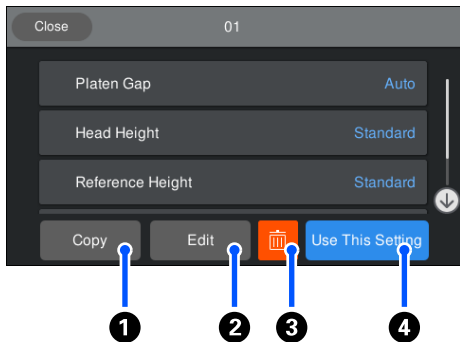 Close 01
Platen Gap Auto
Head Height Standard
Reference Height Standard
Copy Edit Use This Setting
1 2 3 4